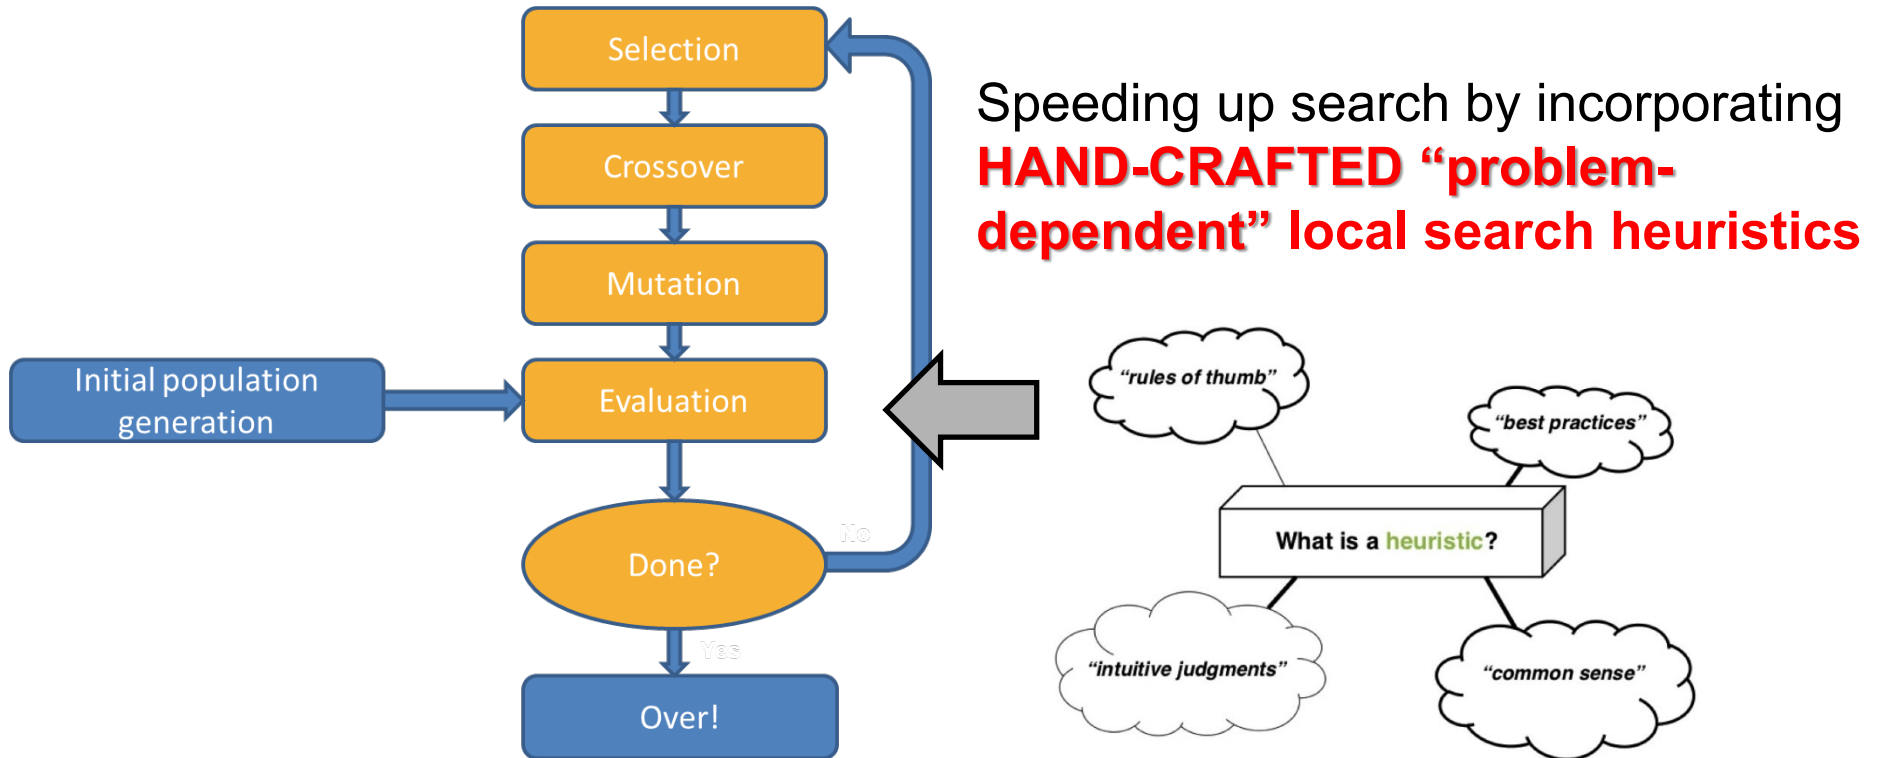 Selection
Crossover
Mutation
Initial population
generation
Evaluation
Done?
No
Yes
Over!
Speeding up search by incorporating
HAND-CRAFTED “problem-
dependent” local search heuristics
“rules of thumb”
“best practices”
What is a heuristic?
“intuitive judgments”
“common sense”